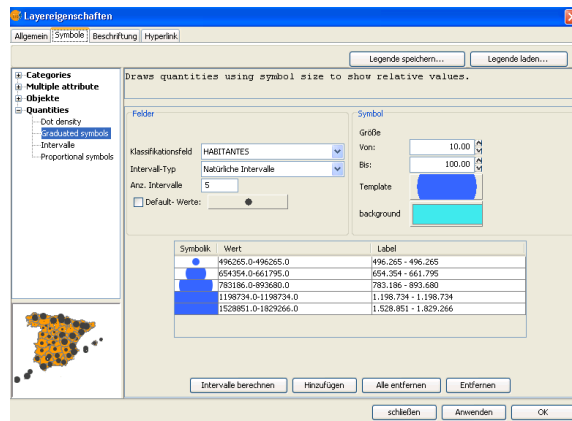 Layereigenschaften
Allgemein Symbole Beschriftung Hyperlink
Legende speichern... Legende laden...
Categories
Multiple attribute
Objekte
Quantities
Dot density
Graduated symbols
Intervalle
Proportional symbols
Draws quantities using symbol size to show relative values.
Felder
Klassifikationsfeld HABITANTES
Intervall-Typ Natürliche Intervalle
Anz. Intervalle 5
Default- Werte:
Symbol
Größe
Von: 10.00
Bis: 100.00
Template
background
Symbolik Wert Label
496265.0-496265.0 496.265 - 496.265
654354.0-661795.0 654.354 - 661.795
783186.0-893680.0 783.186 - 893.680
1198734.0-1198734.0 1.198.734 - 1.198.734
1528851.0-1829266.0 1.528.851 - 1.829.266
Intervalle berechnen Hinzufügen Alle entfernen Entfernen
schließen Anwenden OK